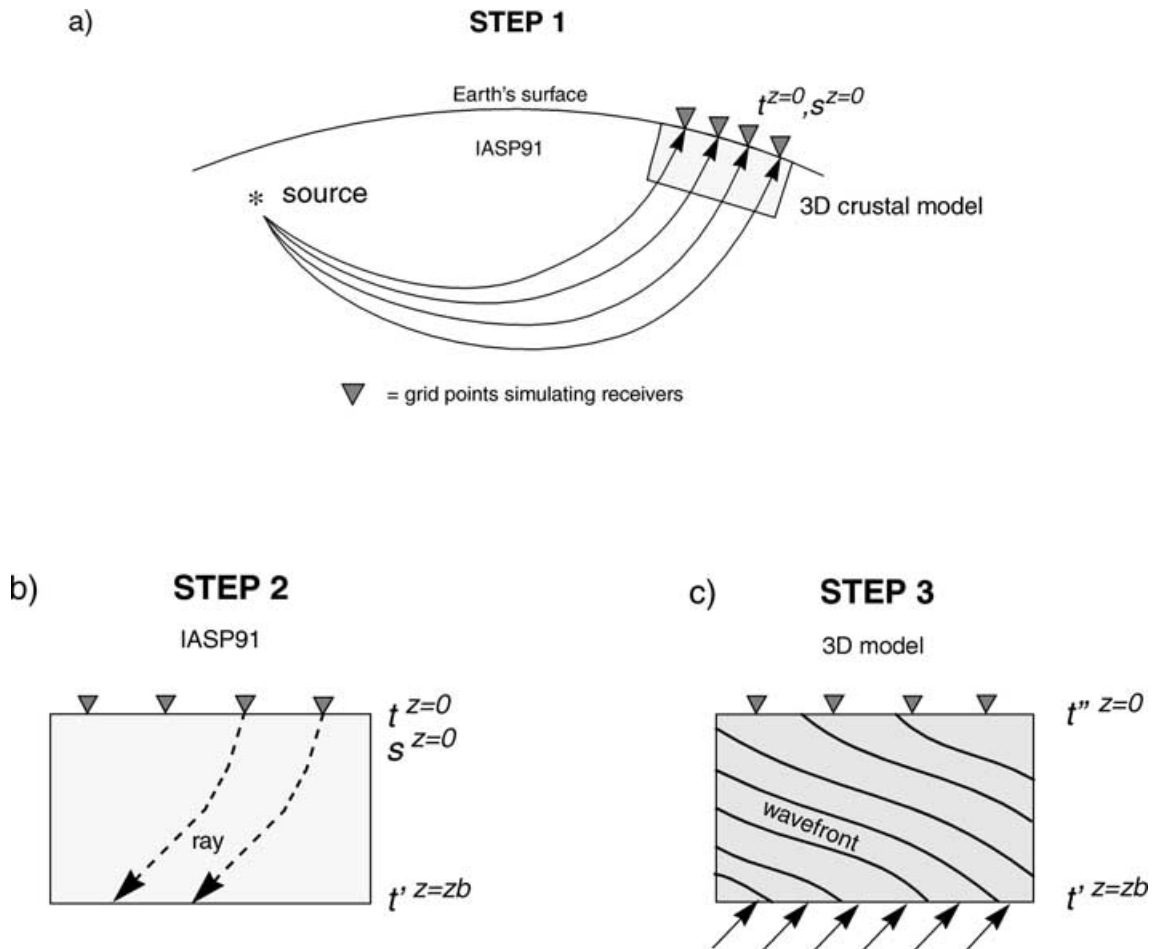 a)
STEP 1
Earth's surface
t^z=0,s^z=0
IASP91
* source
3D crustal model
= grid points simulating receivers
b)
STEP 2
IASP91
t^z=0
s^z=0
ray
t'^z=zb
c)
STEP 3
3D model
t"^z=0
wavefront
t'^z=zb